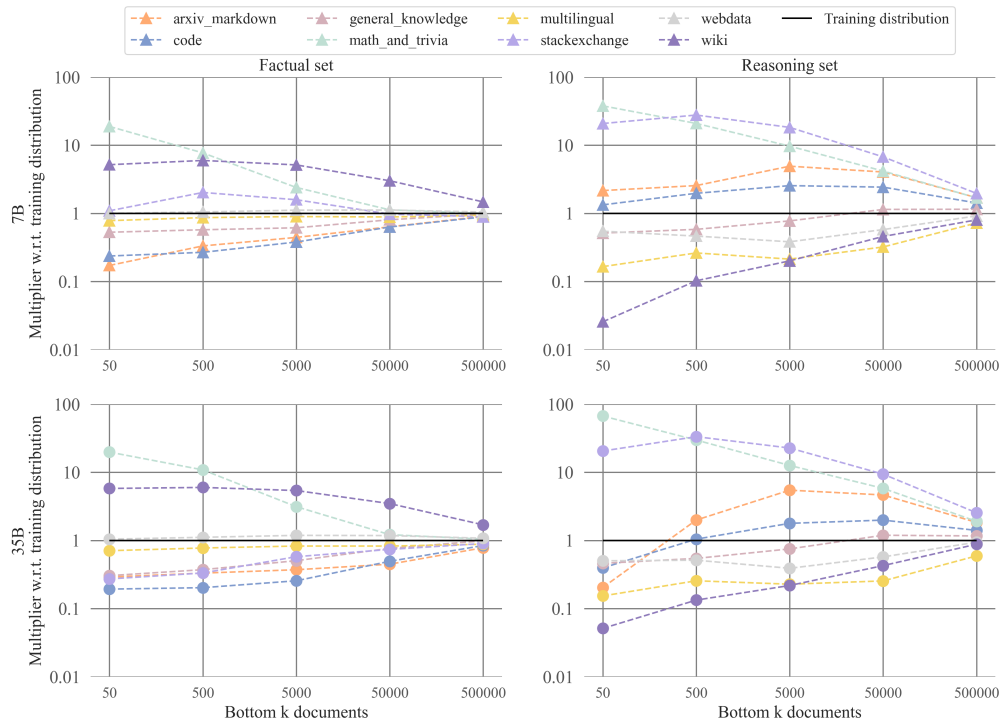 arxiv_markdown general_knowledge multilingual webdata Training distribution
code math_and_trivia stackexchange wiki
Factual set
Reasoning set
7B
Multiplier w.r.t. training distribution
100
10
1
0.1
0.01
50 500 5000 50000 500000
100
10
1
0.1
0.01
50 500 5000 50000 500000
35B
Multiplier w.r.t. training distribution
100
10
1
0.1
0.01
50 500 5000 50000 500000
Bottom k documents
100
10
1
0.1
0.01
50 500 5000 50000 500000
Bottom k documents